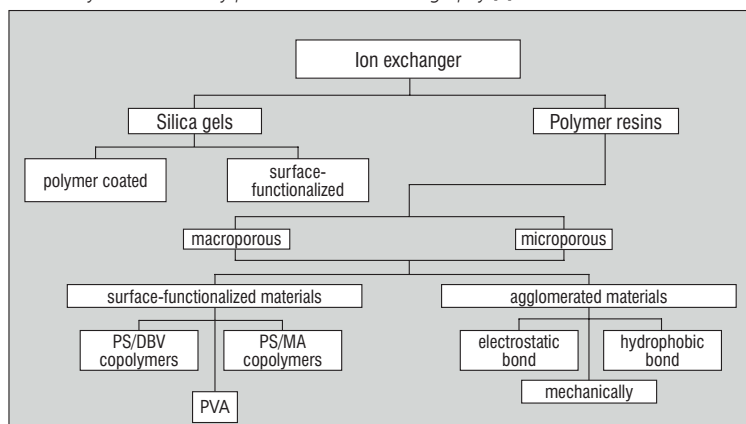 Ion exchanger
Silica gels
Polymer resins
polymer coated
surface-
functionalized
macroporous
microporous
surface-functionalized materials
agglomerated materials
PS/DBV
copolymers
PS/MA
copolymers
electrostatic
bond
hydrophobic
bond
PVA
mechanically